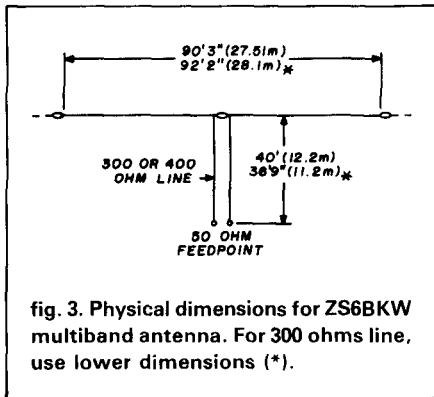 90'3" (27.51m)
92'2" (28.1m)*
300 OR 400
OHM LINE
40' (12.2m)
36'9" (11.2m)*
50 OHM
FEEDPOINT
fig. 3. Physical dimensions for ZS6BKW
multiband antenna. For 300 ohms line,
use lower dimensions (*).